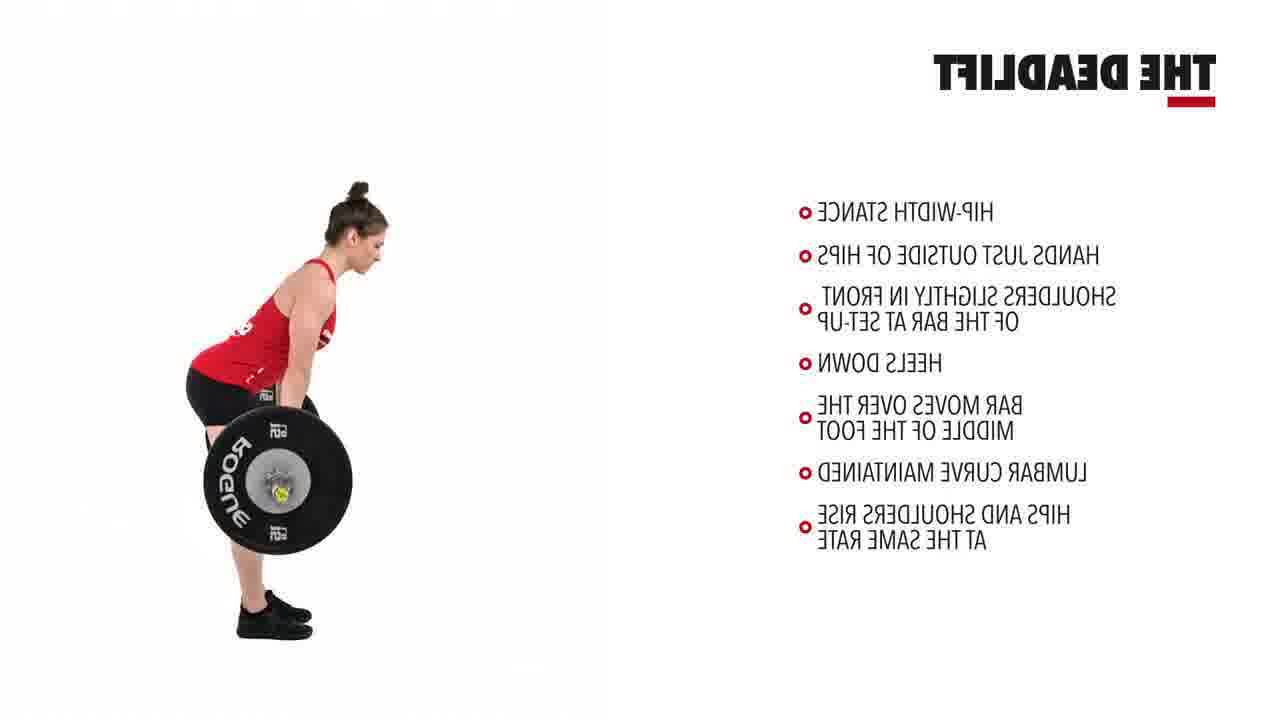 THE DEADLIFT
HIP-WIDTH STANCE
HANDS JUST OUTSIDE OF HIPS
SHOULDERS SLIGHTLY IN FRONT
OF THE BAR AT SET-UP
HEELS DOWN
BAR MOVES OVER THE
MIDDLE OF THE FOOT
LUMBAR CURVE MAINTAINED
HIPS AND SHOULDERS RISE
AT THE SAME RATE
ROGUE